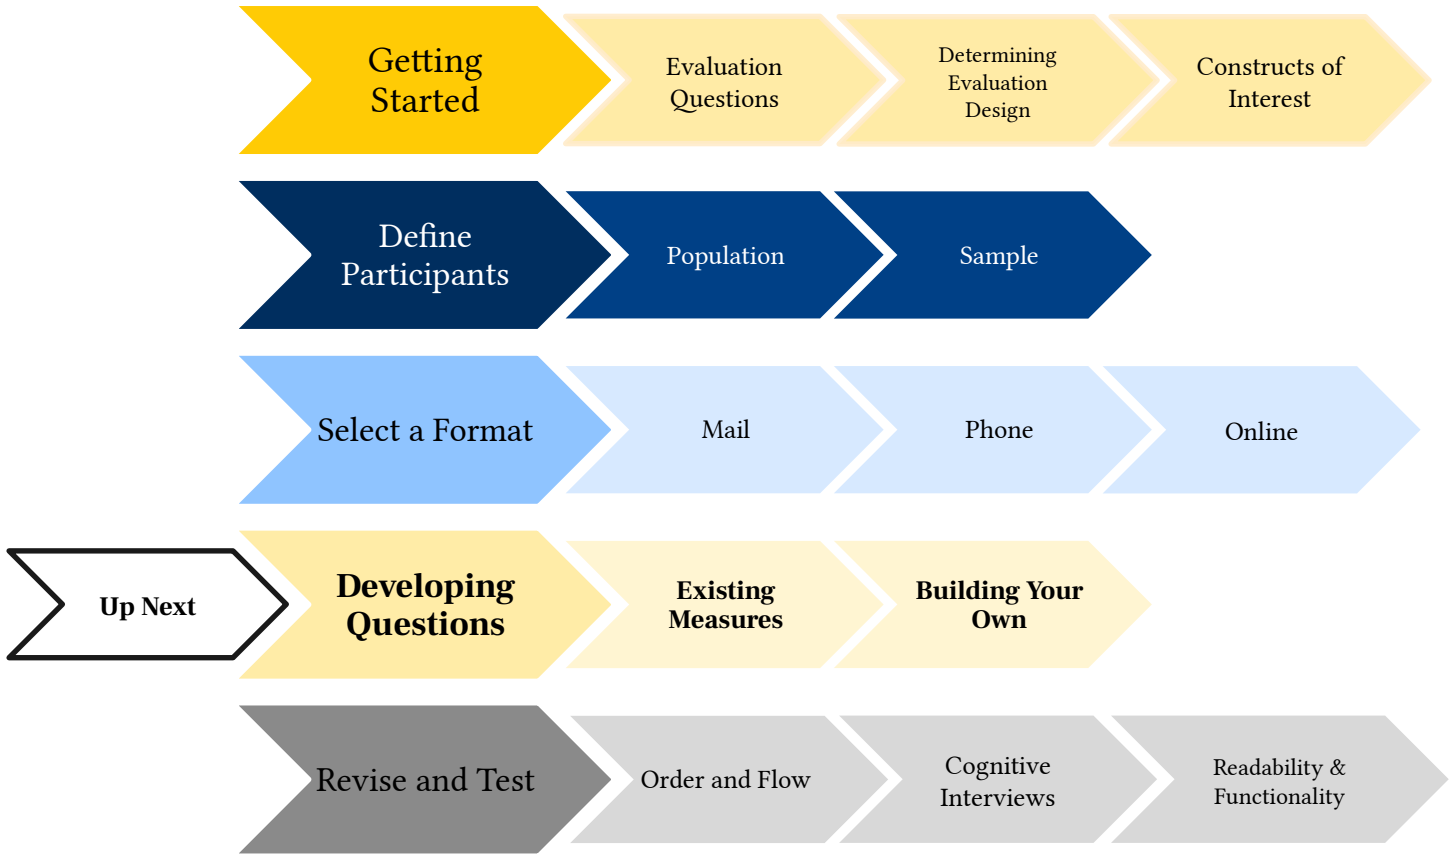 Getting
Started
Evaluation
Questions
Determining
Evaluation
Design
Constructs of
Interest
Define
Participants
Population
Sample
Select a Format
Mail
Phone
Online
Up Next
Developing
Questions
Existing
Measures
Building Your
Own
Revise and Test
Order and Flow
Cognitive
Interviews
Readability &
Functionality